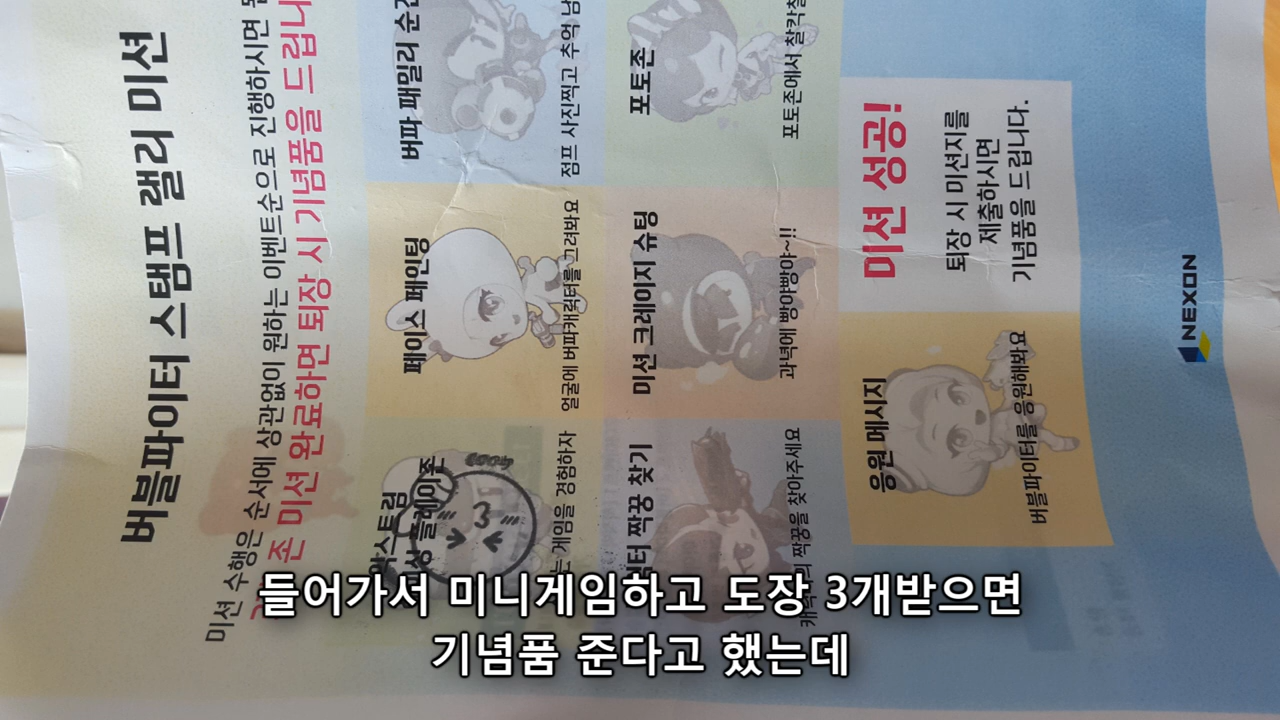 버블파이터 스탬프 랠리 미션
미션 수행은 순서에 상관없이 원하는 이벤트순으로 진행하시면
존 미션 완료하면 퇴장 시 기념품을 드립니
플레이존
는 게임을 경험하자
페이스 페인팅
얼굴에 버파캐릭터를 그려봐요
버파 패밀리 순간
점프 사진찍고 추억 남
짝꿍 찾기
짝꿍을 찾아주세요
미션 크레이지 슈팅
과녁에 빵야빵야~!!
포토존
포토존에서 찰칵찰
응원 메시지
버블파이터를 응원해봐요
미션 성공!
퇴장 시 미션지를
제출하시면
기념품을 드립니다.
NEXON
들어가서 미니게임하고 도장 3개받으면
기념품 준다고 했는데